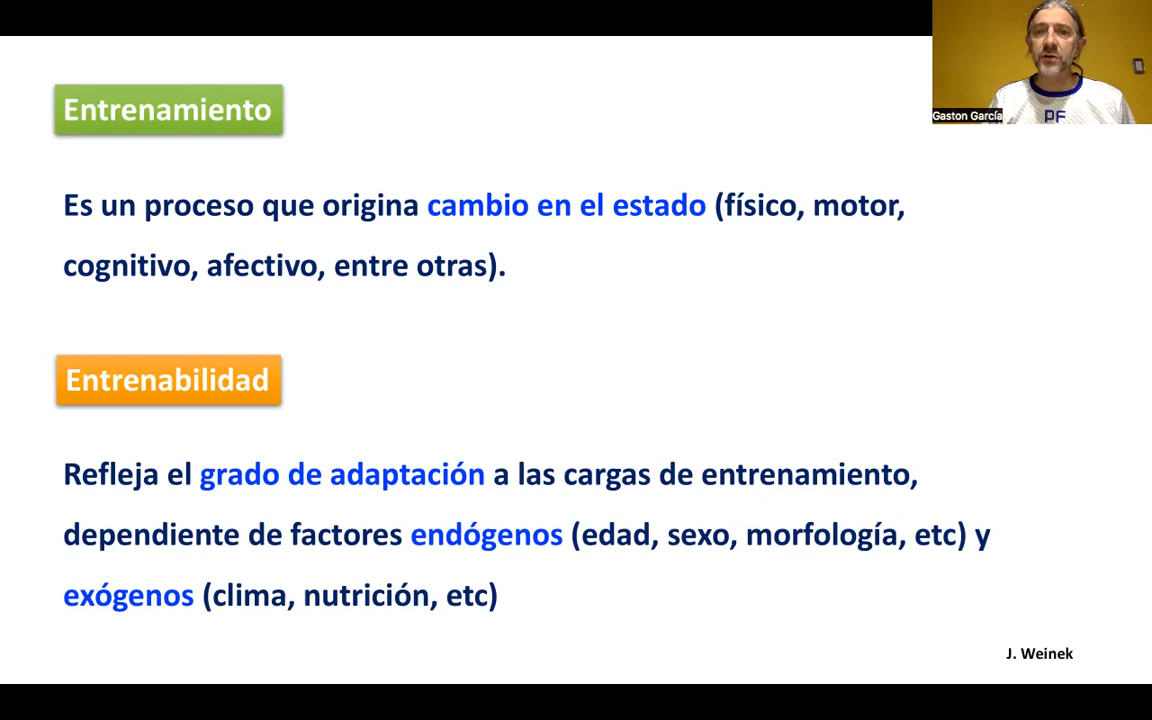 Gaston García
PF
Entrenamiento
Es un proceso que origina cambio en el estado (físico, motor,
cognitivo, afectivo, entre otras).
Entrenabilidad
Refleja el grado de adaptación a las cargas de entrenamiento,
dependiente de factores endógenos (edad, sexo, morfología, etc) y
exógenos (clima, nutrición, etc)
J. Weinek